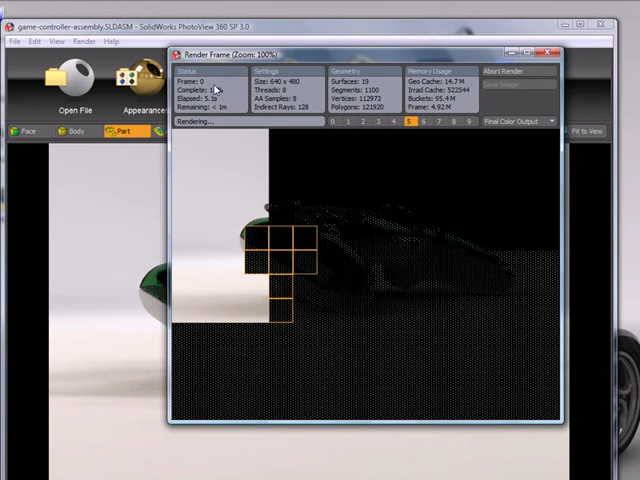 game-controller-assembly.SLDASM - SolidWorks PhotoView 360 SP 3.0
File Edit View Render Help
Open File
Appearances
Face Body Part
Fit to View
Render Frame (Zoom: 100%)
Status
Frame: 0
Complete:
Elapsed: 5.1s
Remaining: < 1m
Settings
Size: 640 x 480
Threads: 8
AA Samples: 8
Indirect Rays: 128
Geometry
Surfaces: 19
Segments: 1100
Vertices: 112973
Polygons: 121920
Memory Usage
Geo Cache: 14.7 M
Irrad Cache: 522544
Buckets: 95.4 M
Frame: 4.92 M
Abort Render
Save Image
Rendering...
0 1 2 3 4 5 6 7 8 9
Final Color Output